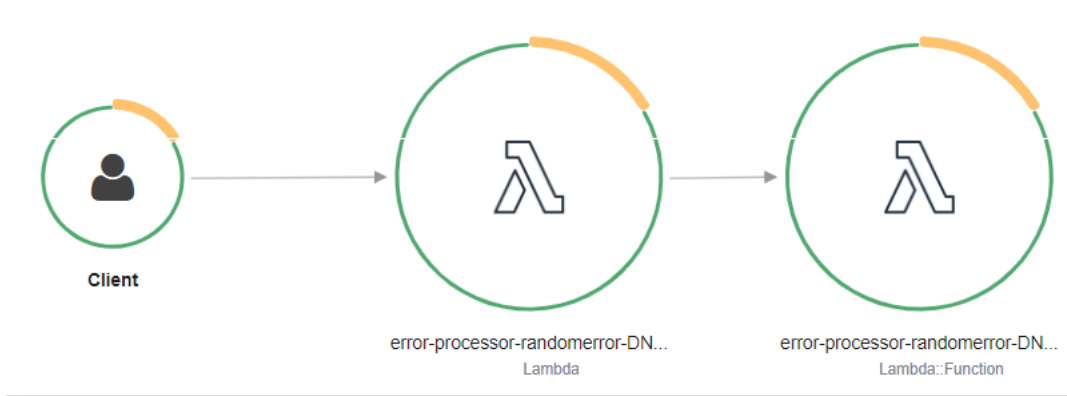 Client
error-processor-randomerror-DN...
Lambda
error-processor-randomerror-DN...
Lambda::Function